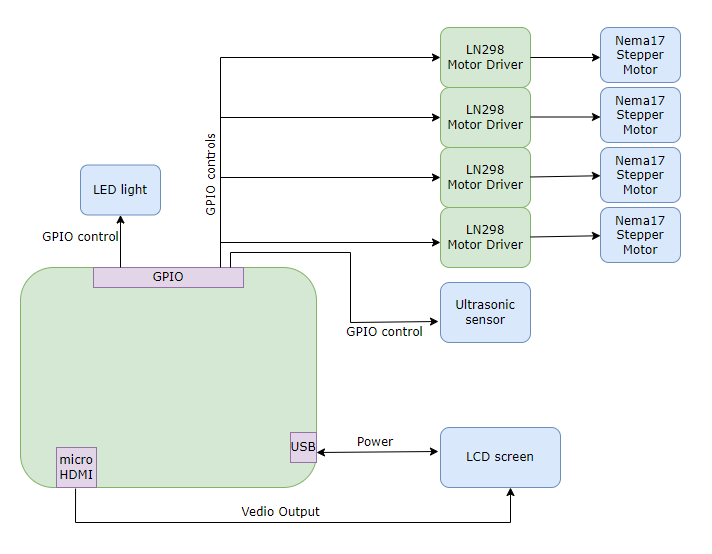 LN298
Motor Driver
Nema17
Stepper
Motor
LN298
Motor Driver
Nema17
Stepper
Motor
LN298
Motor Driver
Nema17
Stepper
Motor
LN298
Motor Driver
Nema17
Stepper
Motor
GPIO controls
LED light
GPIO control
GPIO
Ultrasonic
sensor
GPIO control
USB
Power
LCD screen
micro
HDMI
Vedio Output